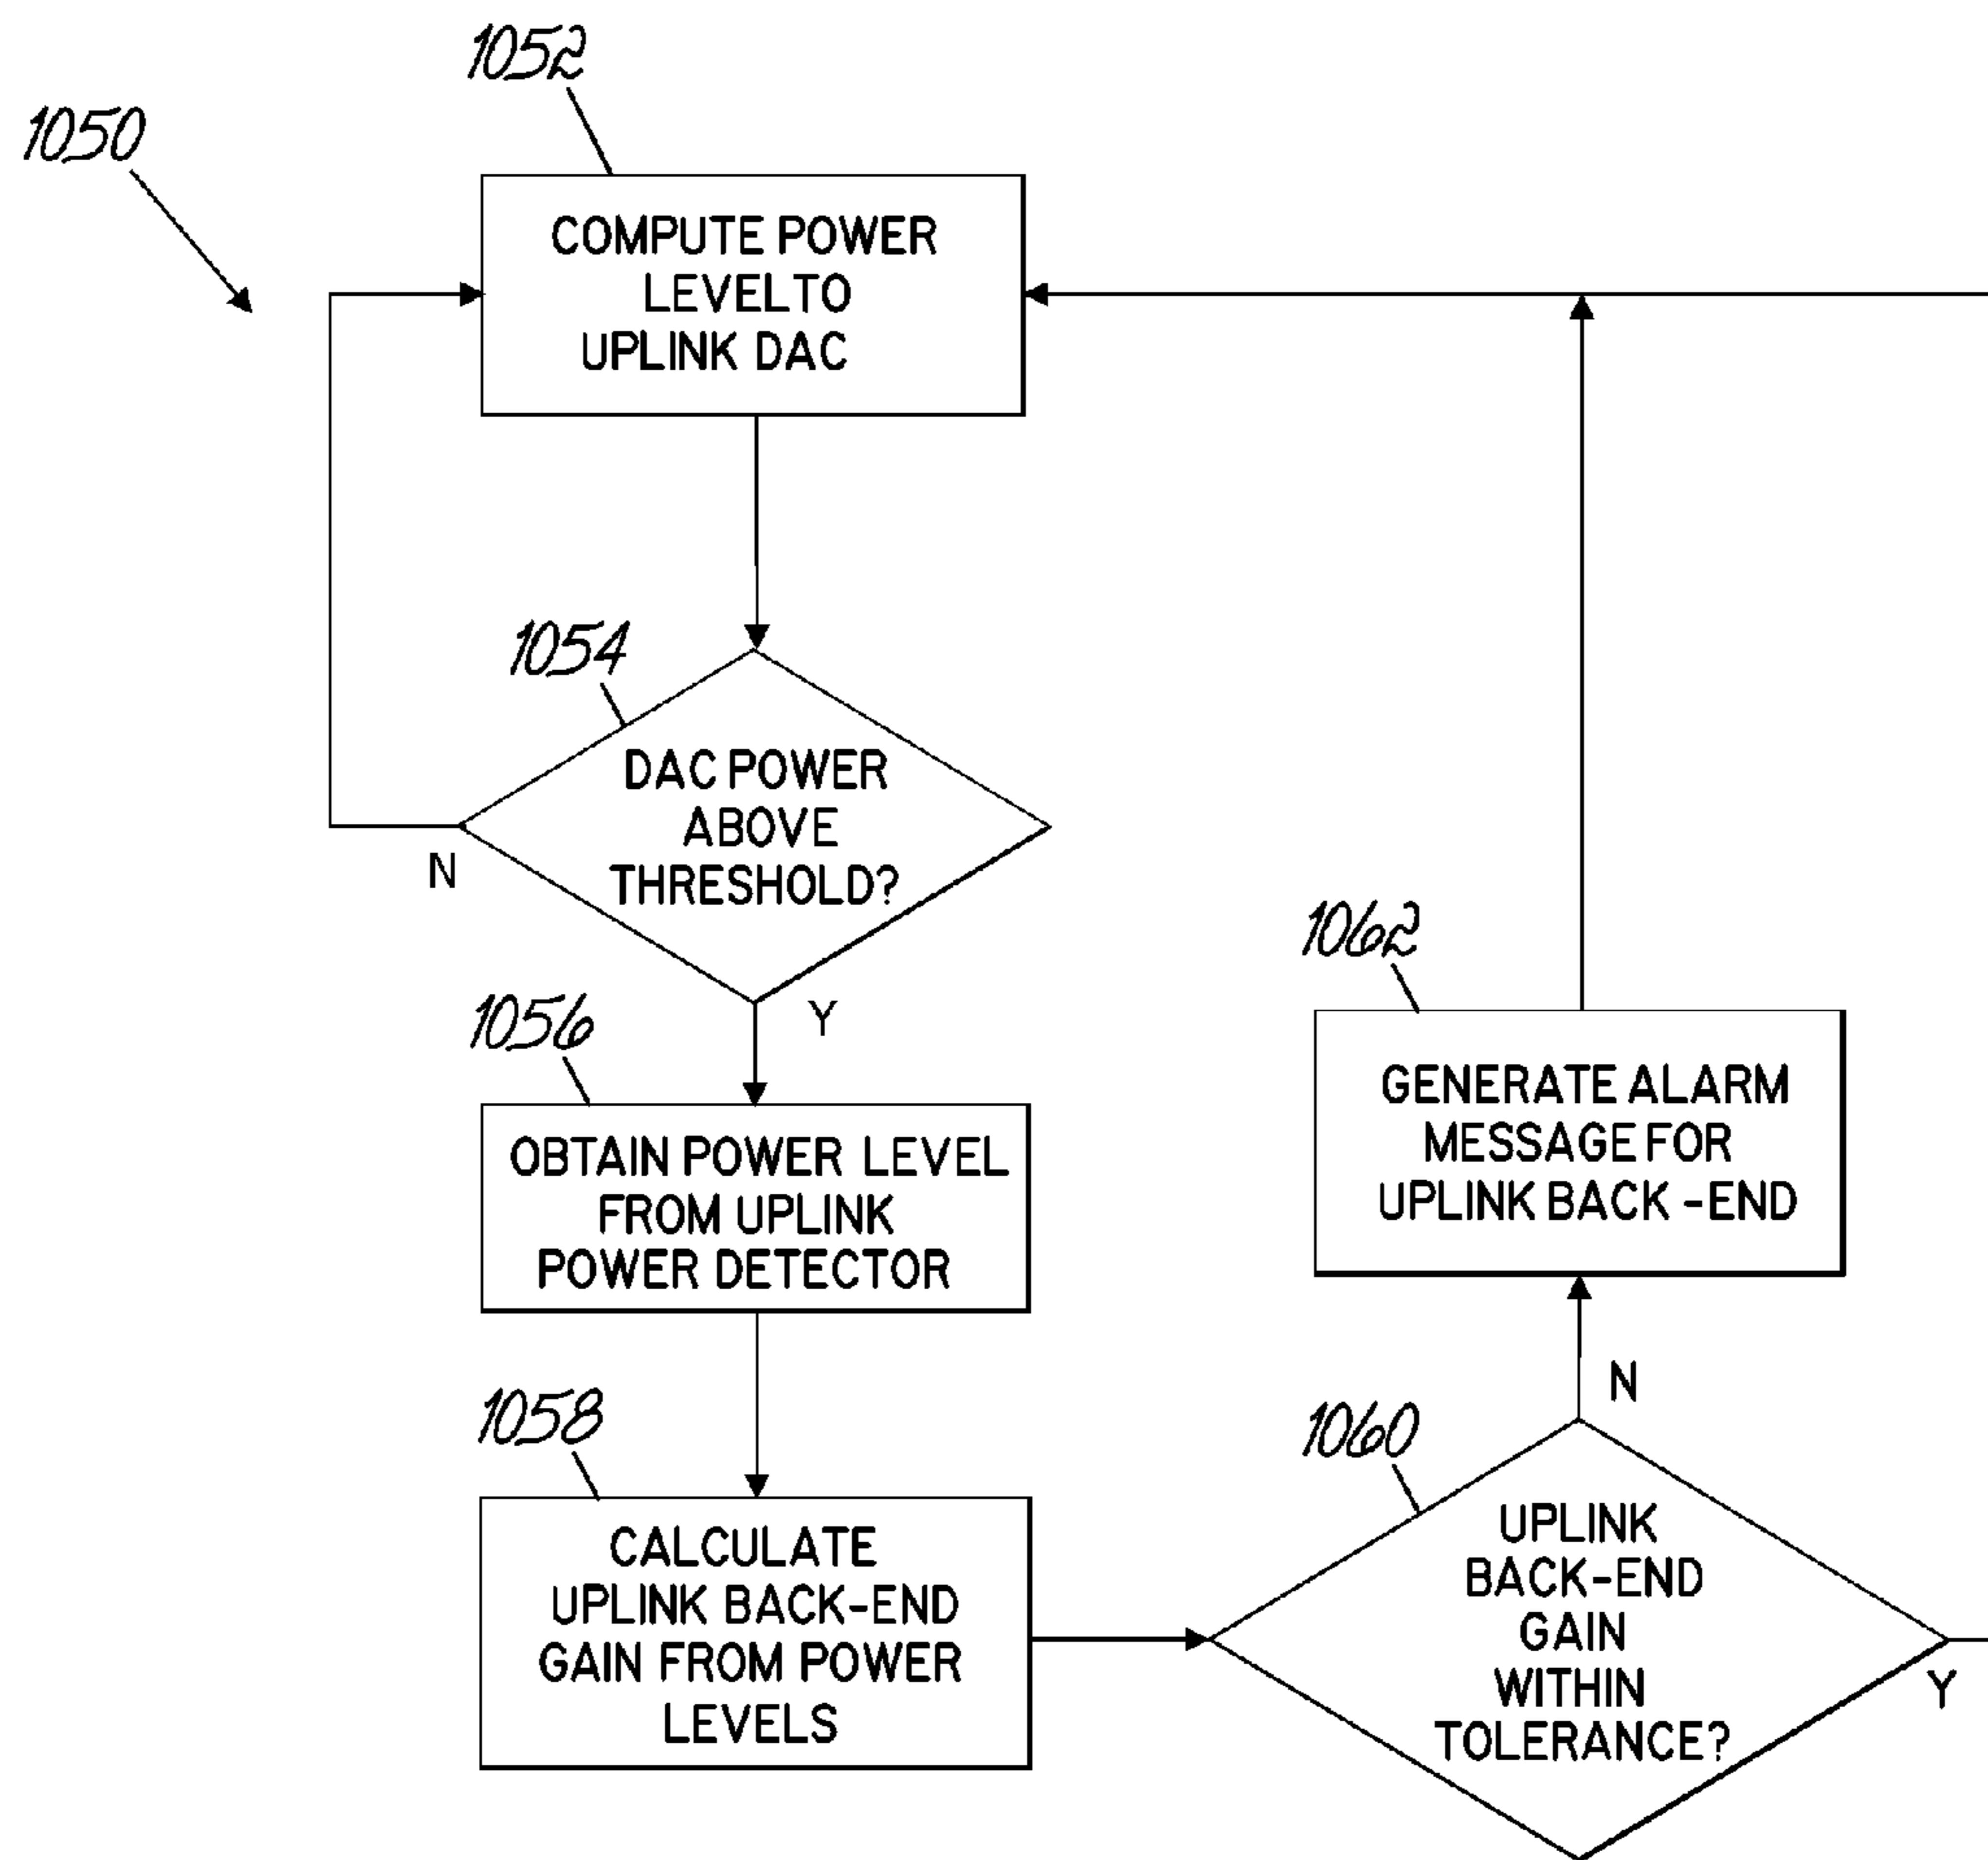 1052
1050
COMPUTE POWER
LEVEL TO
UPLINK DAC
1054
DAC POWER
ABOVE
THRESHOLD?
N
Y
1056
OBTAIN POWER LEVEL
FROM UPLINK
POWER DETECTOR
1058
CALCULATE
UPLINK BACK-END
GAIN FROM POWER
LEVELS
1062
GENERATE ALARM
MESSAGE FOR
UPLINK BACK-END
N
1060
UPLINK
BACK-END
GAIN
WITHIN
TOLERANCE?
Y